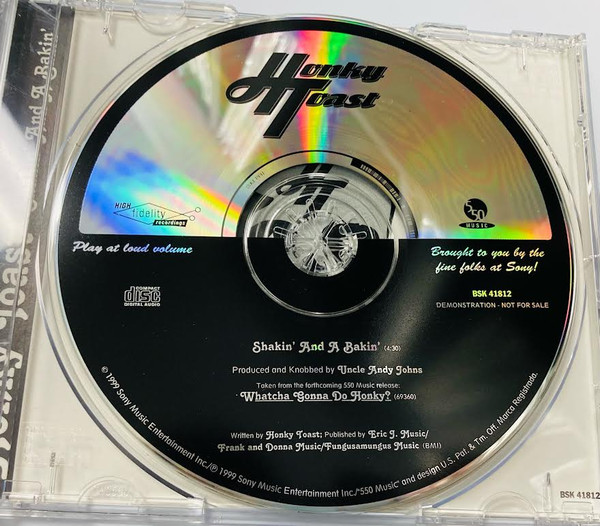 Honky
Toast
HIGH
fidelity
recordings
550
MUSIC
Play at loud volume
Brought to you by the
fine folks at Sony!
COMPACT
disc
DIGITAL AUDIO
BSK 41812
DEMONSTRATION - NOT FOR SALE
Shakin' And A Bakin' (4:30)
Produced and Knobbed by Uncle Andy Johns
Taken from the forthcoming 550 Music release:
Whatcha Gonna Do Honky? (69360)
Written by Honky Toast; Published by Eric J. Music/
Frank and Donna Music/Fungusamungus Music (BMI)
© 1999 Sony Music Entertainment Inc./℗ 1999 Sony Music Entertainment Inc./"550 Music" and design U.S. Pat. & Tm. Off. Marca Registrada.
BSK 41812
And A Bakin'
Toast